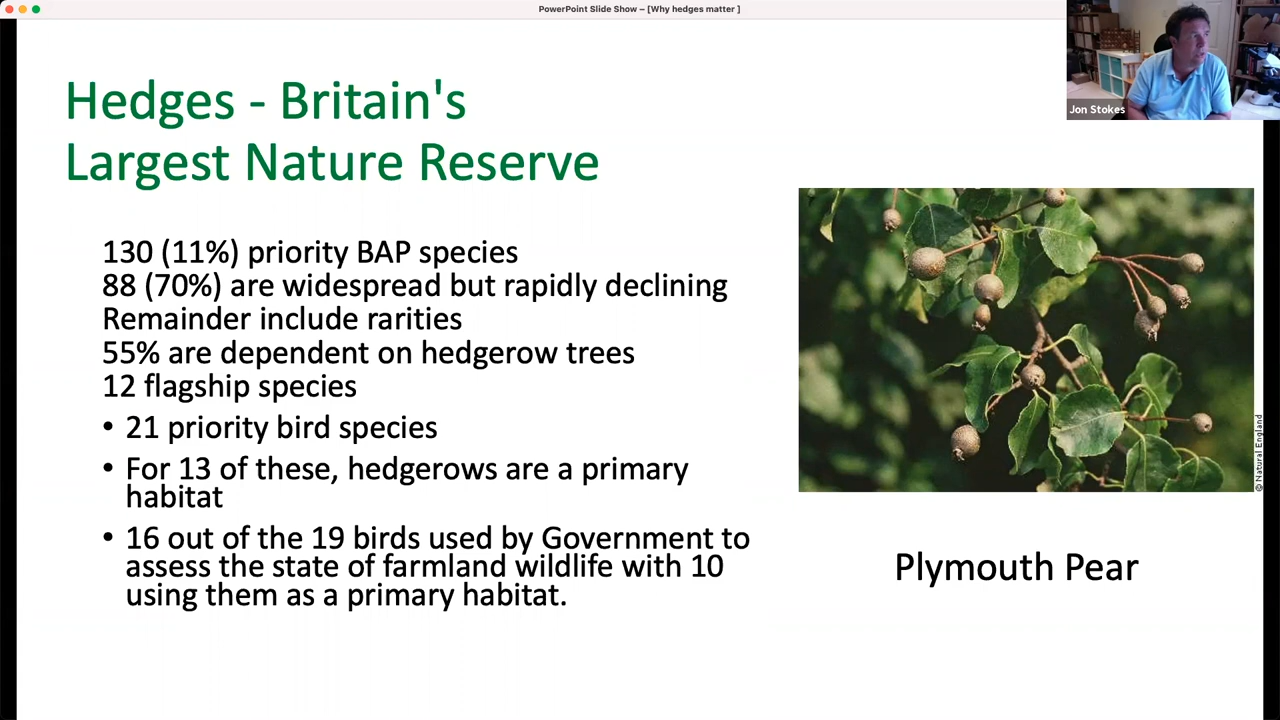 PowerPoint Slide Show – [Why hedges matter ]
Jon Stokes
Hedges - Britain's
Largest Nature Reserve
130 (11%) priority BAP species
88 (70%) are widespread but rapidly declining
Remainder include rarities
55% are dependent on hedgerow trees
12 flagship species
• 21 priority bird species
• For 13 of these, hedgerows are a primary
habitat
• 16 out of the 19 birds used by Government to
assess the state of farmland wildlife with 10
using them as a primary habitat.
© Natural England
Plymouth Pear